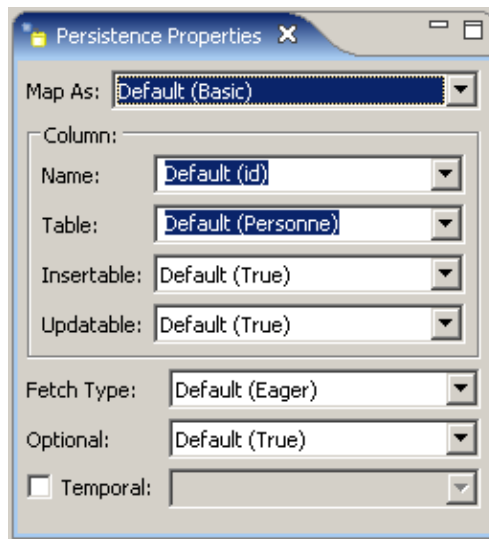 Persistence Properties
Map As: Default (Basic)
Column:
Name: Default (id)
Table: Default (Personne)
Insertable: Default (True)
Updatable: Default (True)
Fetch Type: Default (Eager)
Optional: Default (True)
Temporal: